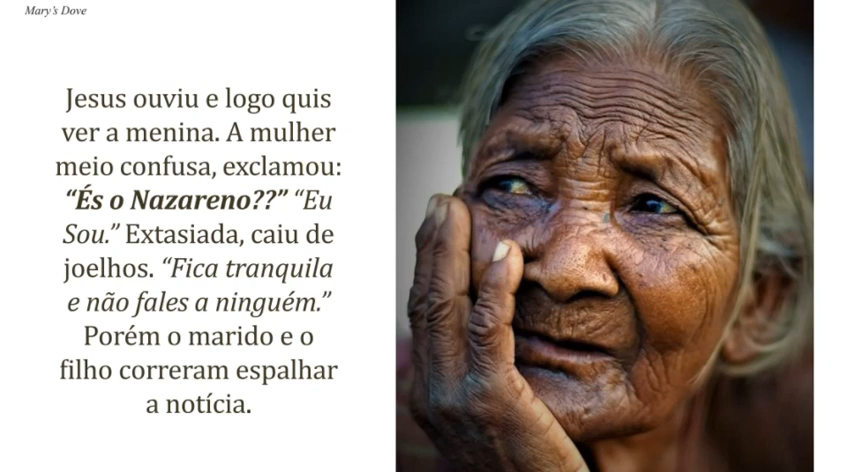 Mary's Dove
Jesus ouviu e logo quis
ver a menina. A mulher
meio confusa, exclamou:
“És o Nazareno??” “Eu
Sou.” Extasiada, caiu de
joelhos. “Fica tranquila
e não fales a ninguém.”
Porém o marido e o
filho correram espalhar
a notícia.